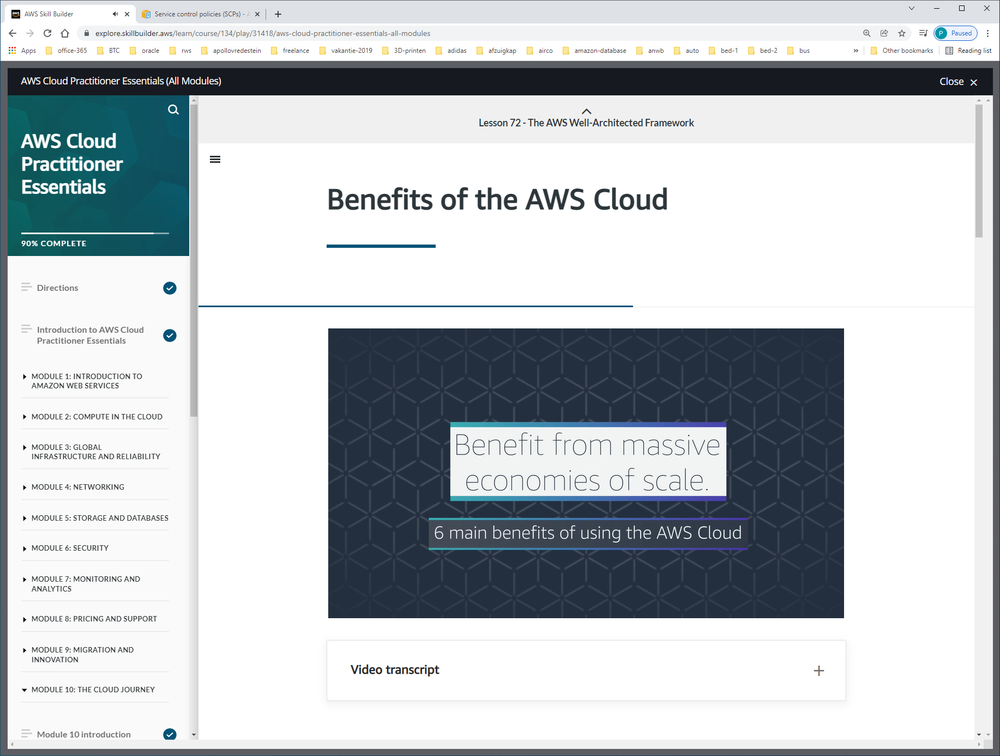 aws AWS Skill Builder
Service control policies (SCPs) - A
explore.skillbuilder.aws/learn/course/134/play/31418/aws-cloud-practitioner-essentials-all-modules
P Paused
Apps office-365 BTC oracle rws apollovredestein freelance vakantie-2019 3D-printen adidas afzuigkap airco amazon-database anwb auto bed-1 bed-2 bus » Other bookmarks Reading list
AWS Cloud Practitioner Essentials (All Modules)
Close
AWS Cloud
Practitioner
Essentials
90% COMPLETE
Directions
Introduction to AWS Cloud
Practitioner Essentials
MODULE 1: INTRODUCTION TO
AMAZON WEB SERVICES
MODULE 2: COMPUTE IN THE CLOUD
MODULE 3: GLOBAL
INFRASTRUCTURE AND RELIABILITY
MODULE 4: NETWORKING
MODULE 5: STORAGE AND DATABASES
MODULE 6: SECURITY
MODULE 7: MONITORING AND
ANALYTICS
MODULE 8: PRICING AND SUPPORT
MODULE 9: MIGRATION AND
INNOVATION
MODULE 10: THE CLOUD JOURNEY
Module 10 introduction
Lesson 72 - The AWS Well-Architected Framework
Benefits of the AWS Cloud
Benefit from massive
economies of scale.
6 main benefits of using the AWS Cloud
Video transcript